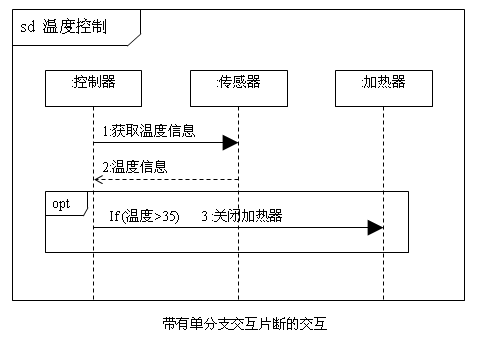 sd 温度控制
:控制器 :传感器 :加热器
1:获取温度信息
2:温度信息
opt
If(温度>35) 3:关闭加热器
带有单分支交互片断的交互